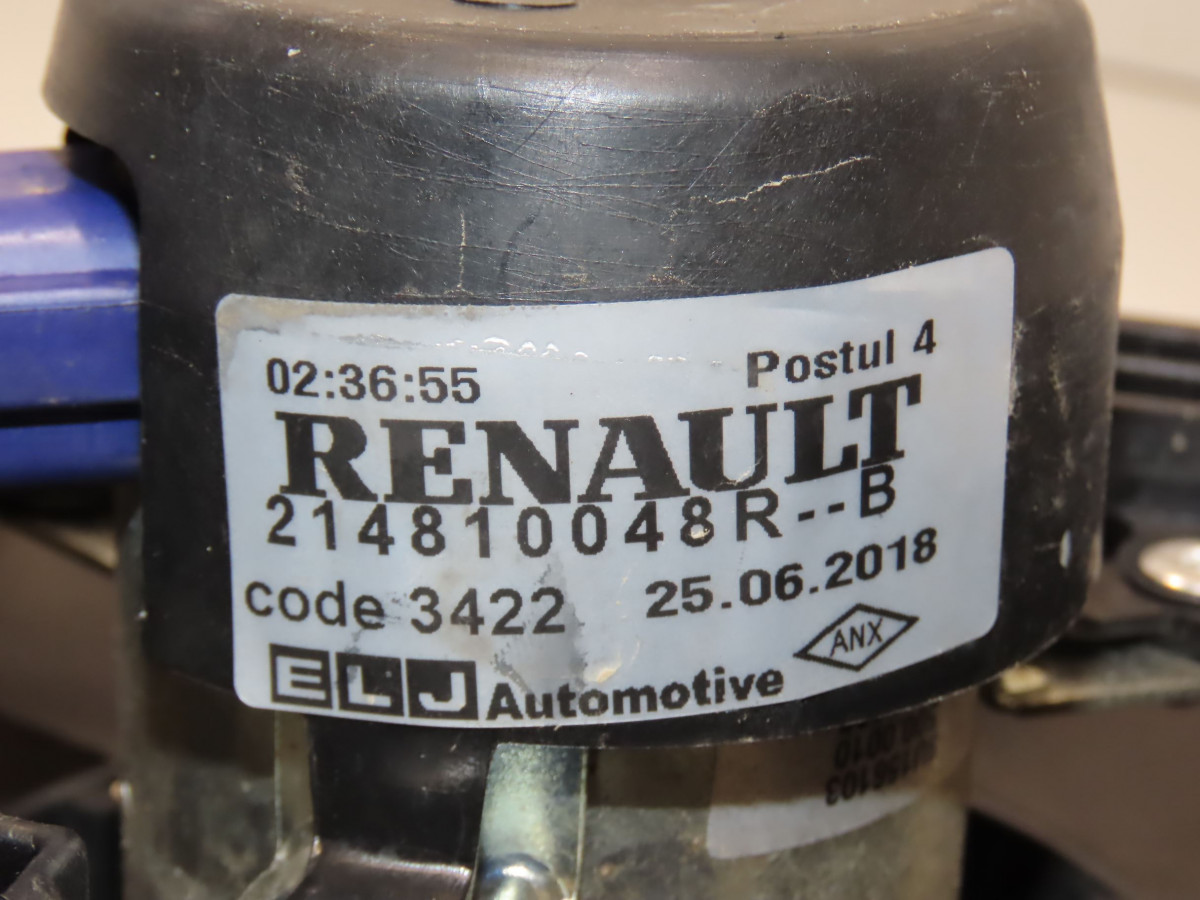 02:36:55 Postul 4
RENAULT
214810048R--B
code 3422 25.06.2018
ELJ Automotive ANX